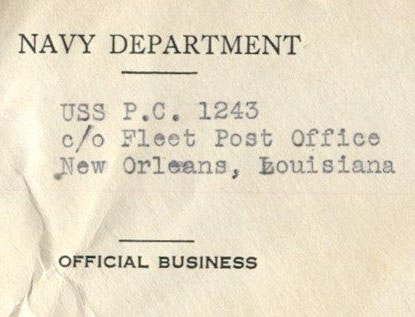 NAVY DEPARTMENT
USS P.C. 1243
c/o Fleet Post Office
New Orleans, Louisiana
OFFICIAL BUSINESS